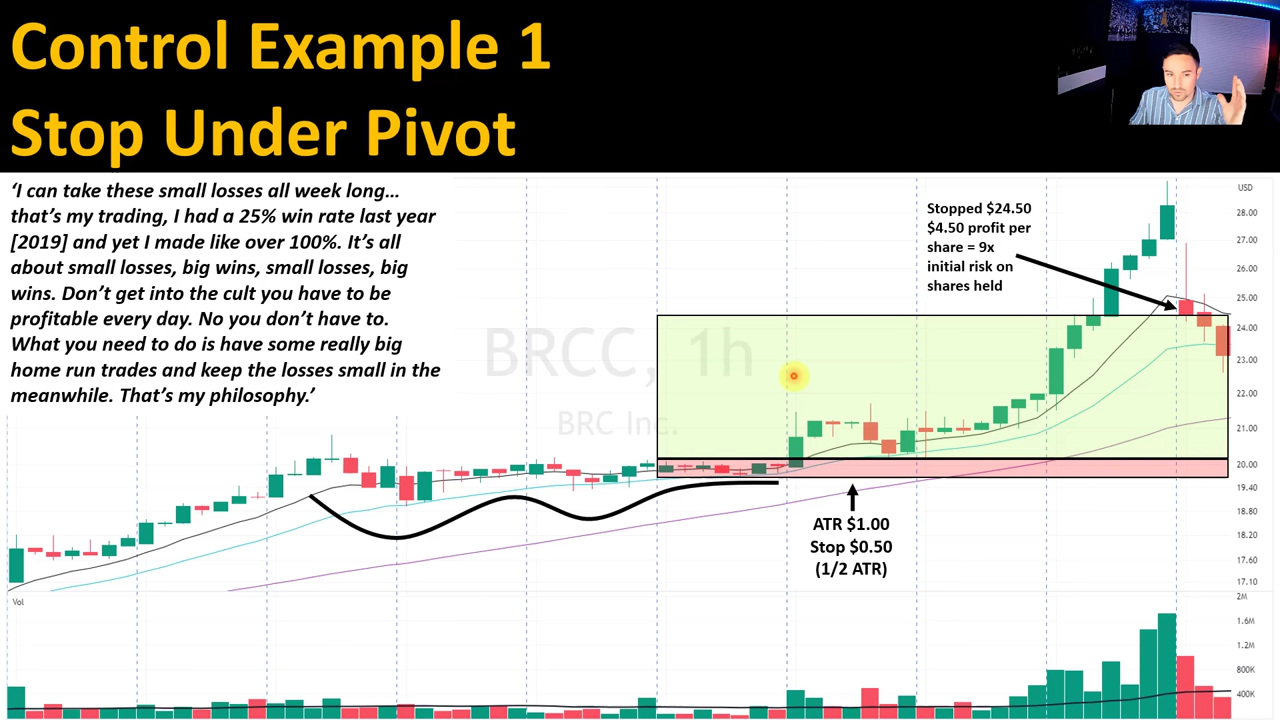 Control Example 1
Stop Under Pivot
‘I can take these small losses all week long…
that’s my trading, I had a 25% win rate last year
[2019] and yet I made like over 100%. It’s all
about small losses, big wins, small losses, big
wins. Don’t get into the cult you have to be
profitable every day. No you don’t have to.
What you need to do is have some really big
home run trades and keep the losses small in the
meanwhile. That’s my philosophy.’
Stopped $24.50
$4.50 profit per
share = 9x
initial risk on
shares held
BRCC, 1h
BRC Inc.
ATR $1.00
Stop $0.50
(1/2 ATR)
USD
28.00
27.00
26.00
25.00
24.00
23.00
22.00
21.00
20.00
19.40
18.80
18.20
17.60
17.10
Vol
2M
1.6M
1.2M
800K
400K